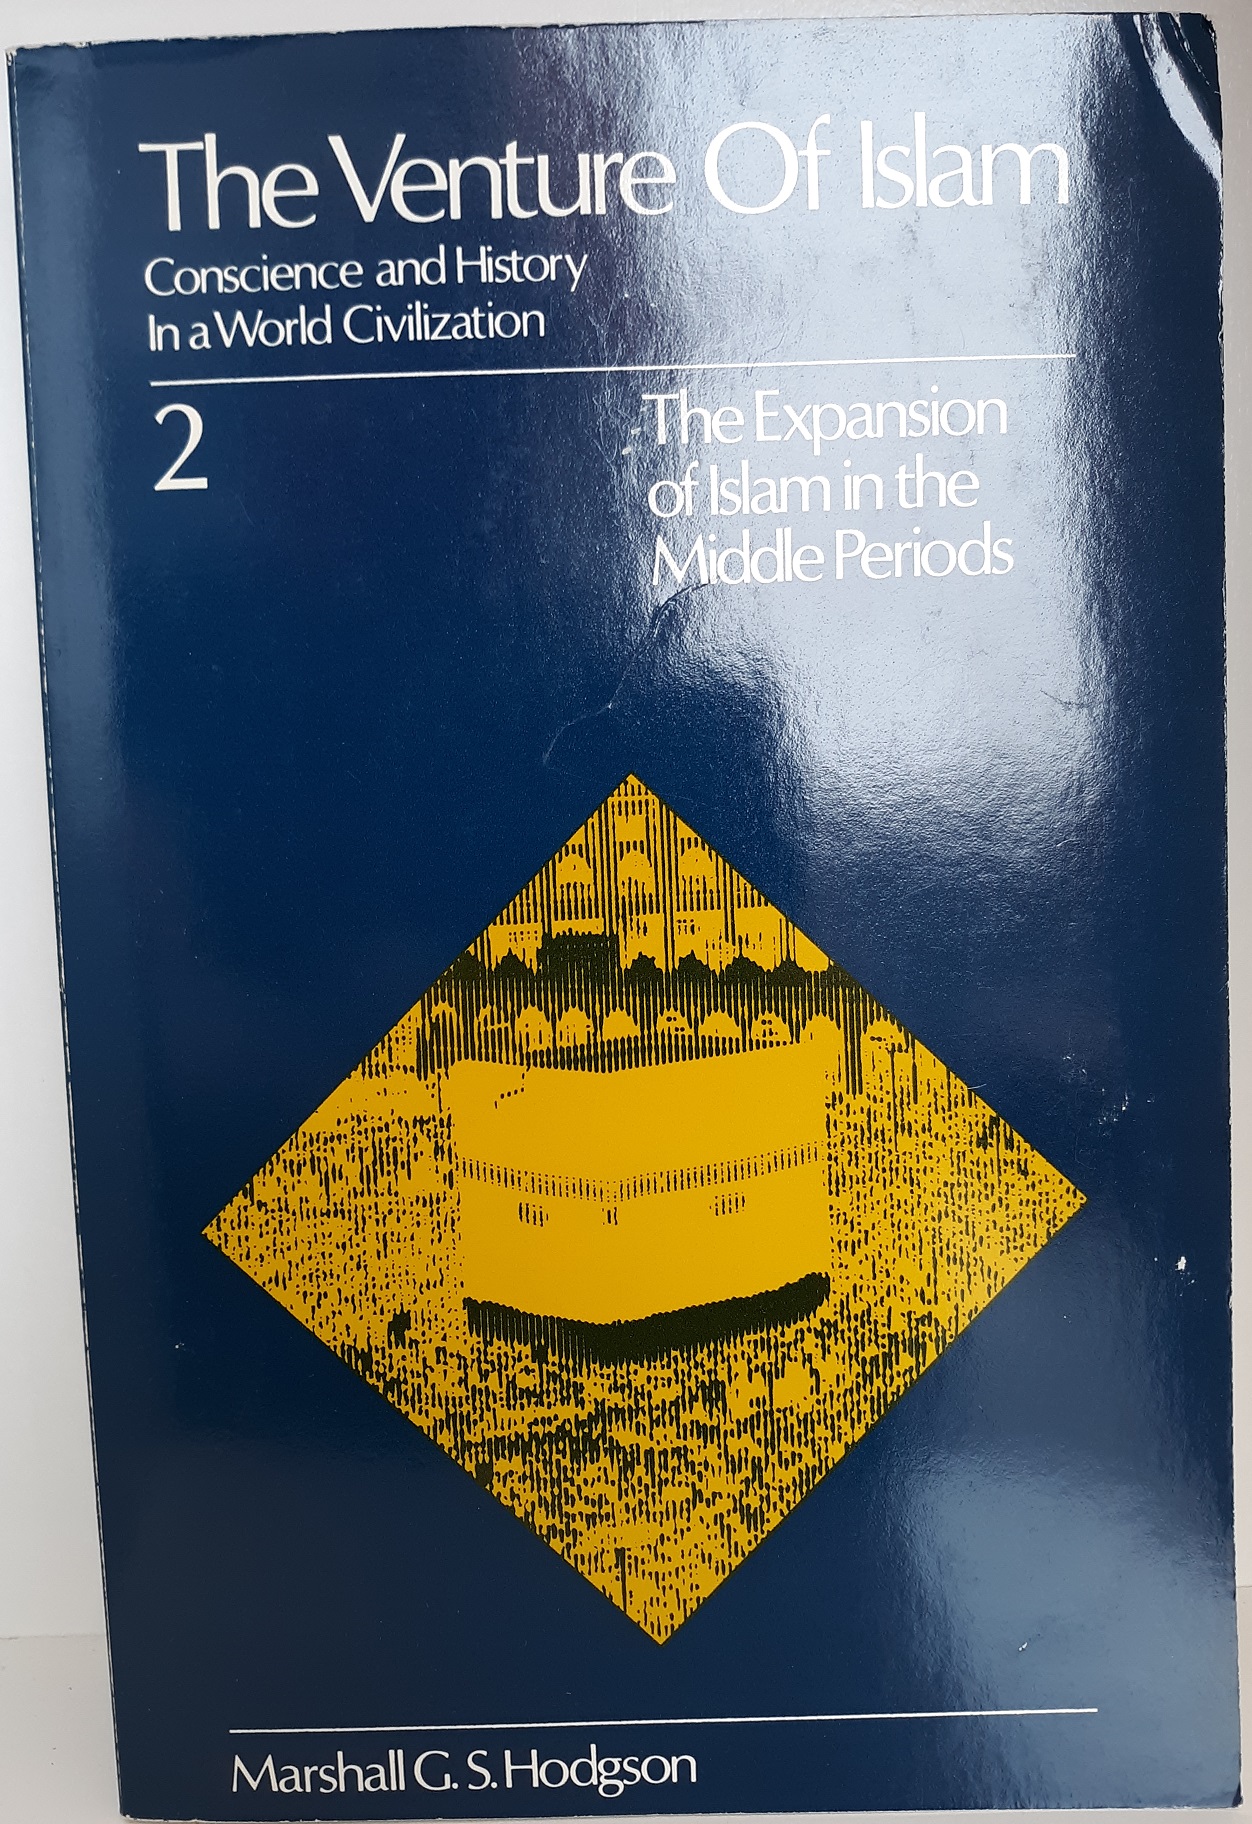 The Venture Of Islam
Conscience and History
In a World Civilization
2
The Expansion
of Islam in the
Middle Periods
Marshall G. S. Hodgson